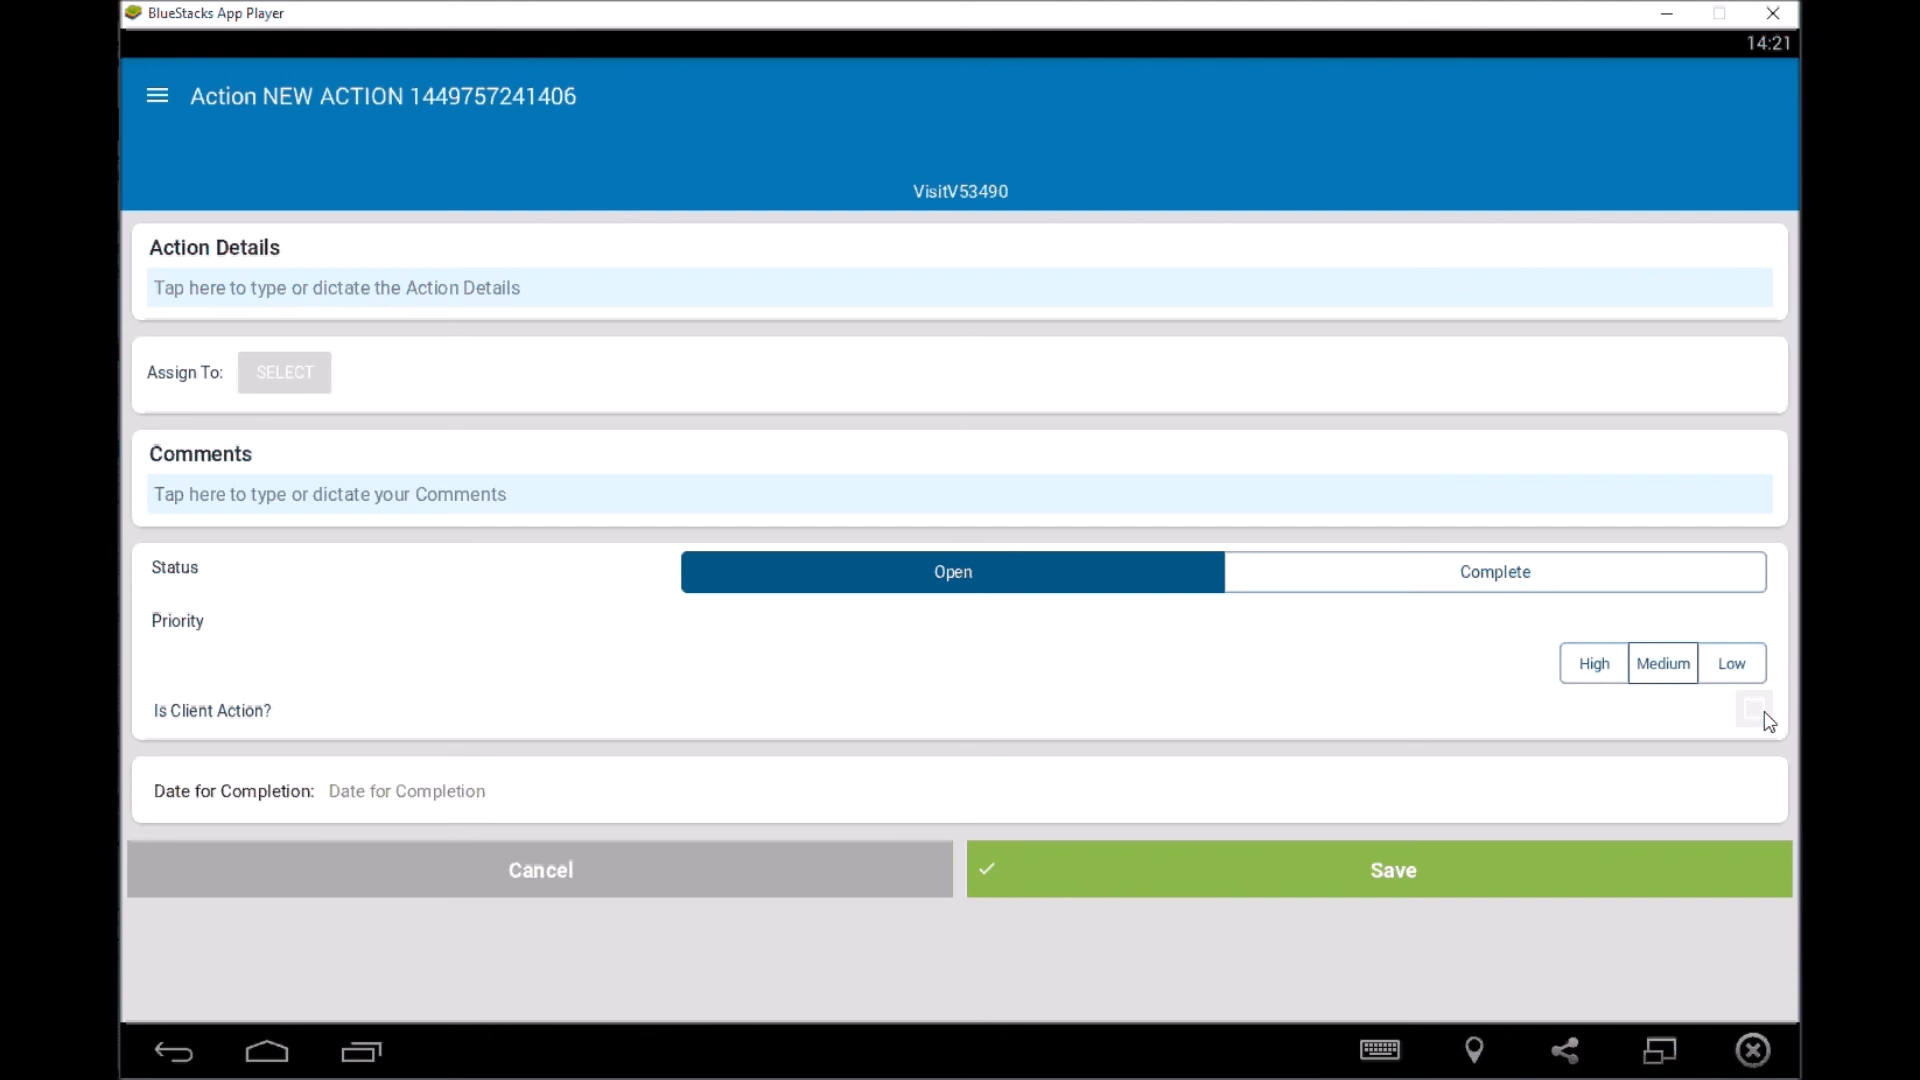 BlueStacks App Player
14:21
Action NEW ACTION 1449757241406
VisitV53490
Action Details
Tap here to type or dictate the Action Details
Assign To: SELECT
Comments
Tap here to type or dictate your Comments
Status Open Complete
Priority
High Medium Low
Is Client Action?
Date for Completion: Date for Completion
Cancel Save